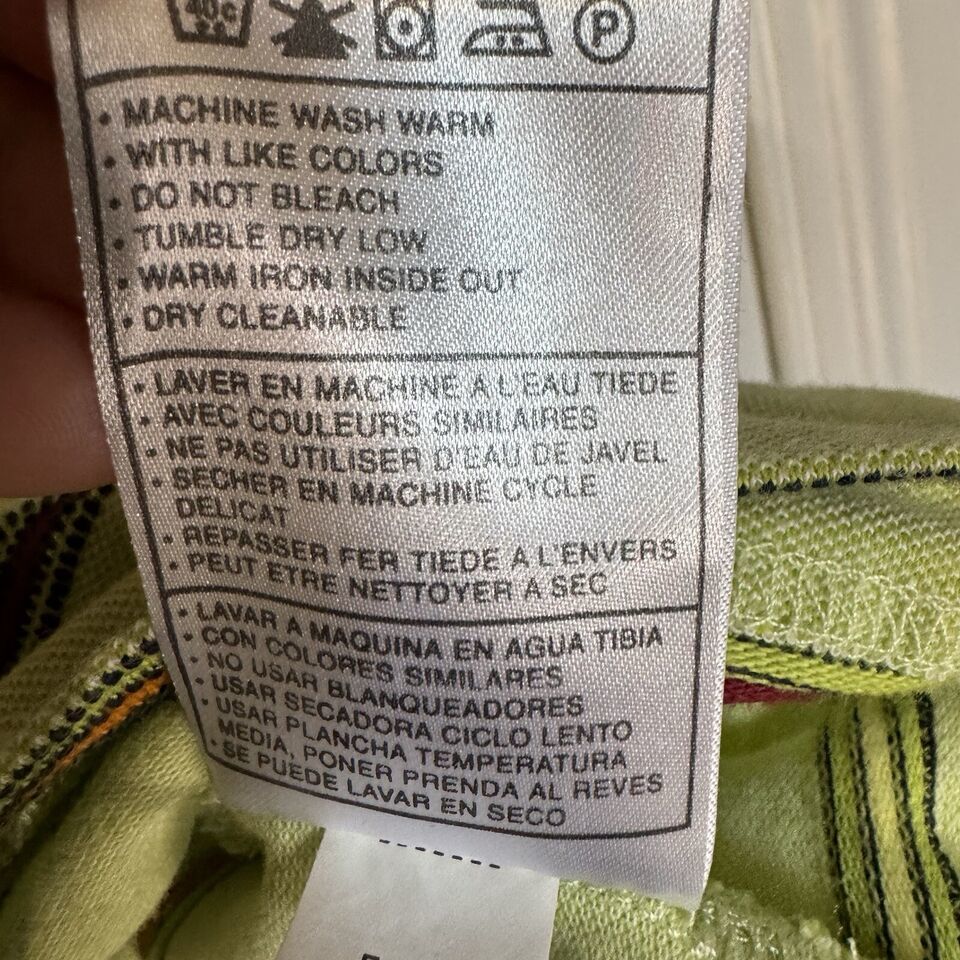 40c
P
• MACHINE WASH WARM
• WITH LIKE COLORS
• DO NOT BLEACH
• TUMBLE DRY LOW
• WARM IRON INSIDE OUT
• DRY CLEANABLE
• LAVER EN MACHINE A L'EAU TIEDE
• AVEC COULEURS SIMILAIRES
• NE PAS UTILISER D'EAU DE JAVEL
• SECHER EN MACHINE CYCLE
DELICAT
• REPASSER FER TIEDE A L'ENVERS
• PEUT ETRE NETTOYER A SEC
• LAVAR A MAQUINA EN AGUA TIBIA
• CON COLORES SIMILARES
• NO USAR BLANQUEADORES
• USAR SECADORA CICLO LENTO
• USAR PLANCHA TEMPERATURA
MEDIA, PONER PRENDA AL REVES
• SE PUEDE LAVAR EN SECO